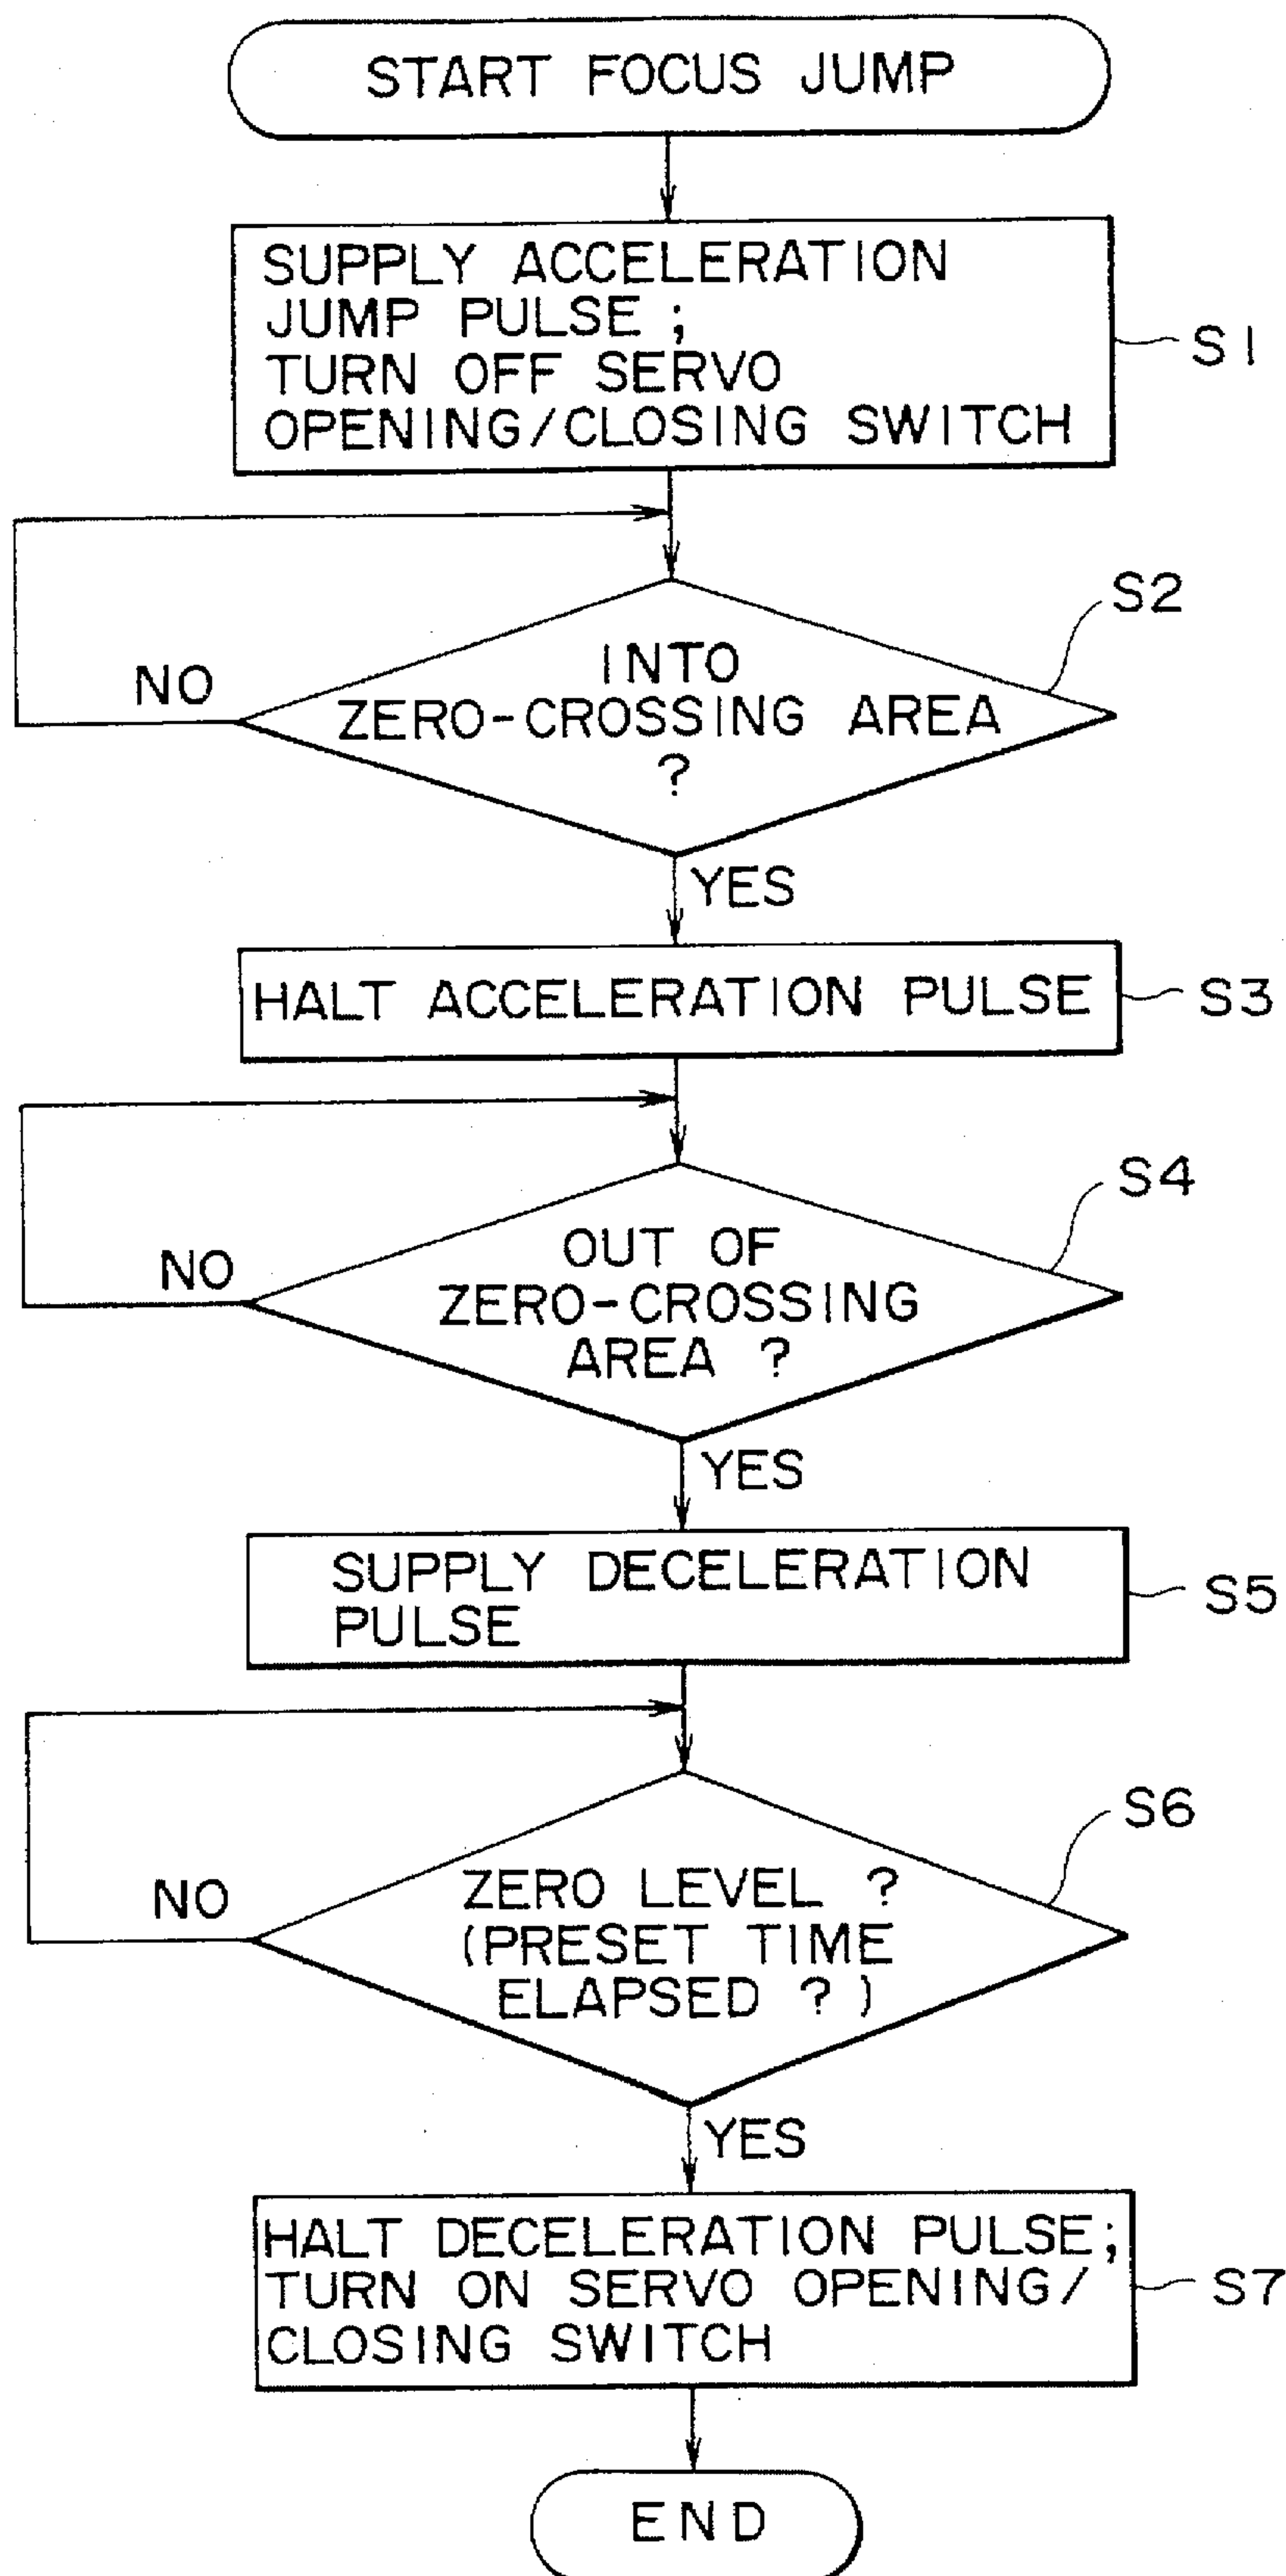 START FOCUS JUMP
SUPPLY ACCELERATION
JUMP PULSE ;
TURN OFF SERVO
OPENING/CLOSING SWITCH
S1
S2
INTO
ZERO-CROSSING AREA
?
NO
YES
HALT ACCELERATION PULSE
S3
S4
OUT OF
ZERO-CROSSING
AREA ?
NO
YES
SUPPLY DECELERATION
PULSE
S5
S6
ZERO LEVEL ?
(PRESET TIME
ELAPSED ? )
NO
YES
HALT DECELERATION PULSE;
TURN ON SERVO OPENING/
CLOSING SWITCH
S7
END